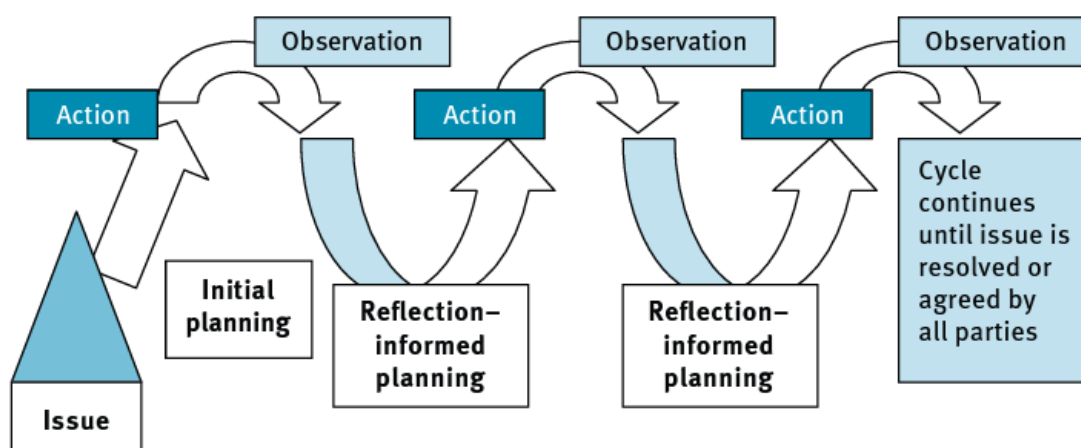 Observation
Observation
Observation
Action
Action
Action
Cycle
continues
until issue is
resolved or
agreed by
all parties
Initial
planning
Reflection–
informed
planning
Reflection–
informed
planning
Issue